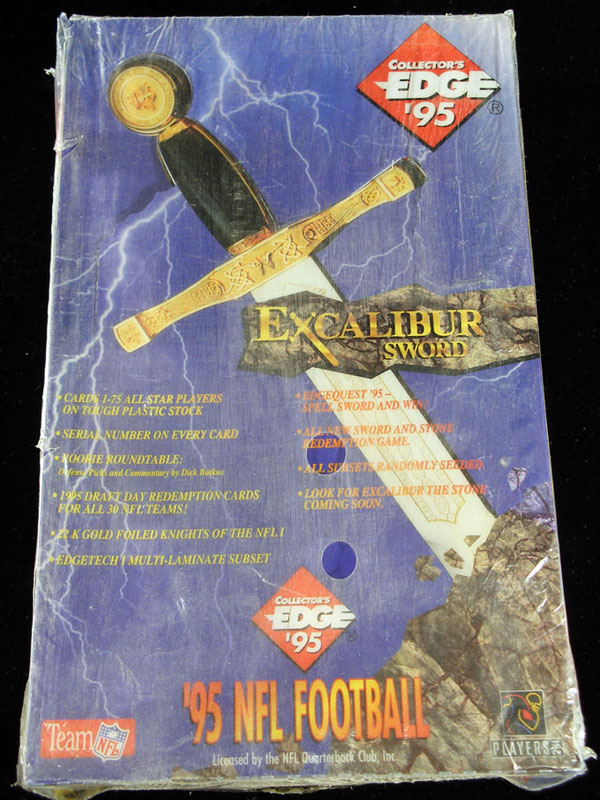 COLLECTOR'S
EDGE
'95
®
EXCALIBUR
SWORD
• CARDS 1-75 ALL STAR PLAYERS
ON TOUGH PLASTIC STOCK
• SERIAL NUMBER ON EVERY CARD
• ROOKIE ROUNDTABLE:
Defense Picks and Commentary by Dick Butkus
• 1995 DRAFT DAY REDEMPTION CARDS
FOR ALL 30 NFL TEAMS!
• 22 K GOLD FOILED KNIGHTS OF THE NFL I
• EDGETECH I MULTI-LAMINATE SUBSET
• EDGEQUEST '95 –
SPELL SWORD AND WIN!
• ALL NEW SWORD AND STONE
REDEMPTION GAME.
• ALL SUBSETS RANDOMLY SEEDED.
• LOOK FOR EXCALIBUR THE STONE
COMING SOON.
COLLECTOR'S
EDGE
'95
®
'95 NFL FOOTBALL
Team NFL
Licensed by the NFL Quarterback Club, Inc.
PLAYERS